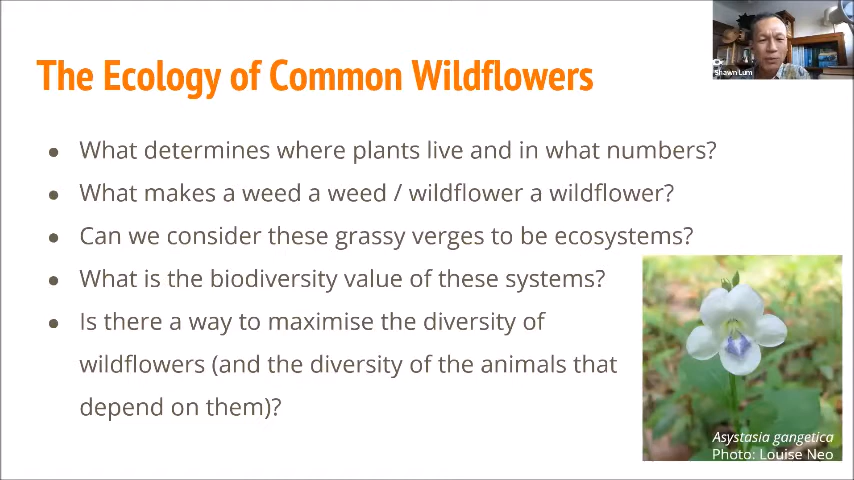 The Ecology of Common Wildflowers
Shawn Lum
● What determines where plants live and in what numbers?
● What makes a weed a weed / wildflower a wildflower?
● Can we consider these grassy verges to be ecosystems?
● What is the biodiversity value of these systems?
● Is there a way to maximise the diversity of
wildflowers (and the diversity of the animals that
depend on them)?
Asystasia gangetica
Photo: Louise Neo